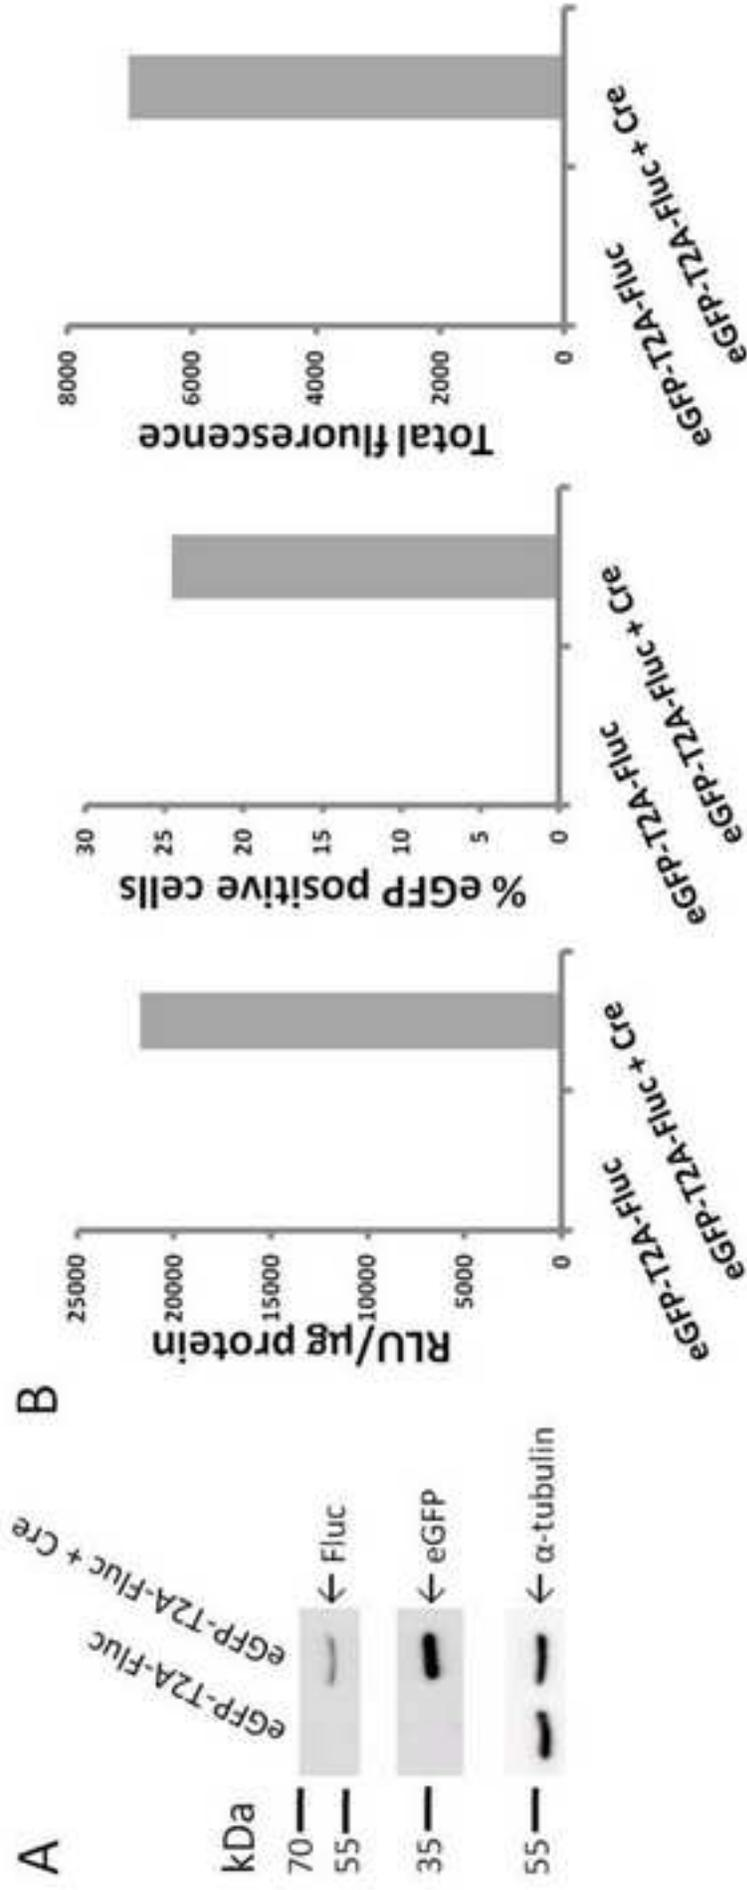 A
eGFP-T2A-Fluc
eGFP-T2A-Fluc + Cre
kDa
70
55
← Fluc
35
← eGFP
55
← α-tubulin
B
RLU/µg protein
25000
20000
15000
10000
5000
0
eGFP-T2A-Fluc
eGFP-T2A-Fluc + Cre
% eGFP positive cells
30
25
20
15
10
5
0
eGFP-T2A-Fluc
eGFP-T2A-Fluc + Cre
Total fluorescence
8000
6000
4000
2000
0
eGFP-T2A-Fluc
eGFP-T2A-Fluc + Cre